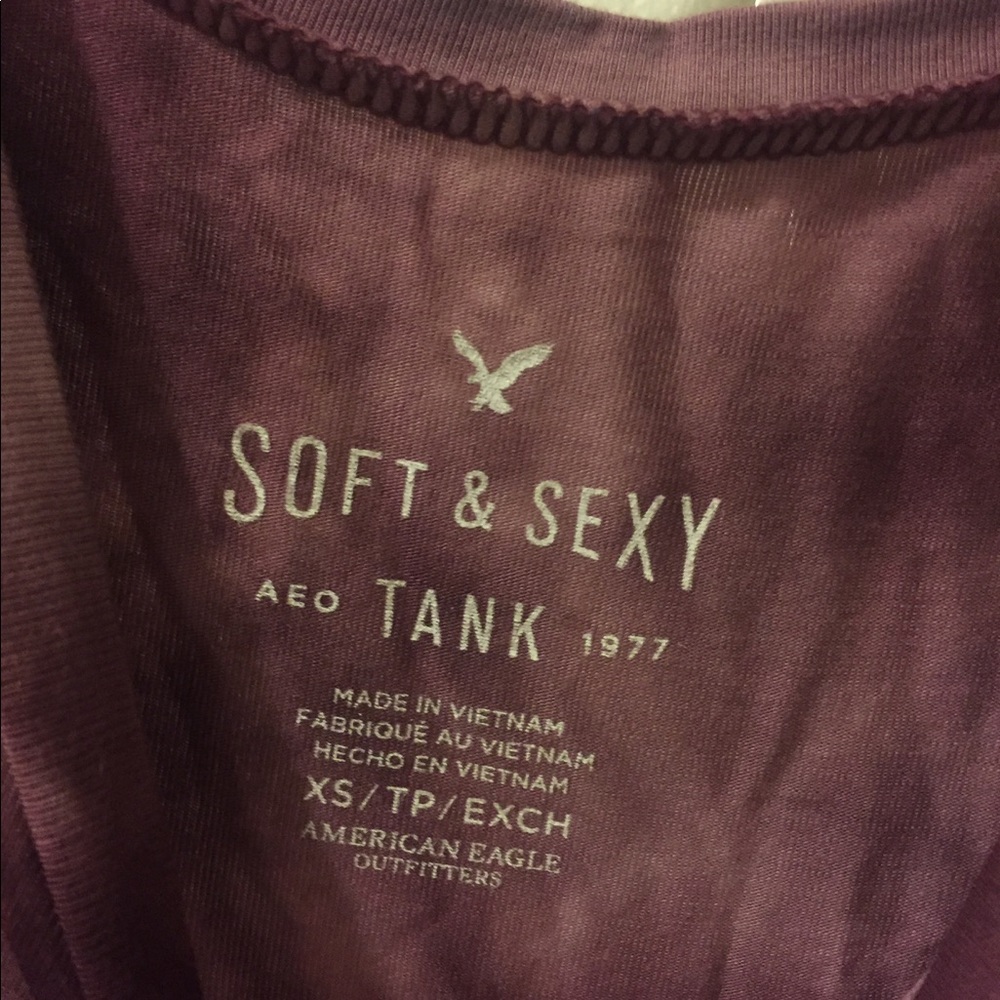 SOFT & SEXY
AEO TANK 1977
MADE IN VIETNAM
FABRIQUÉ AU VIETNAM
HECHO EN VIETNAM
XS/TP/EXCH
AMERICAN EAGLE
OUTFITTERS